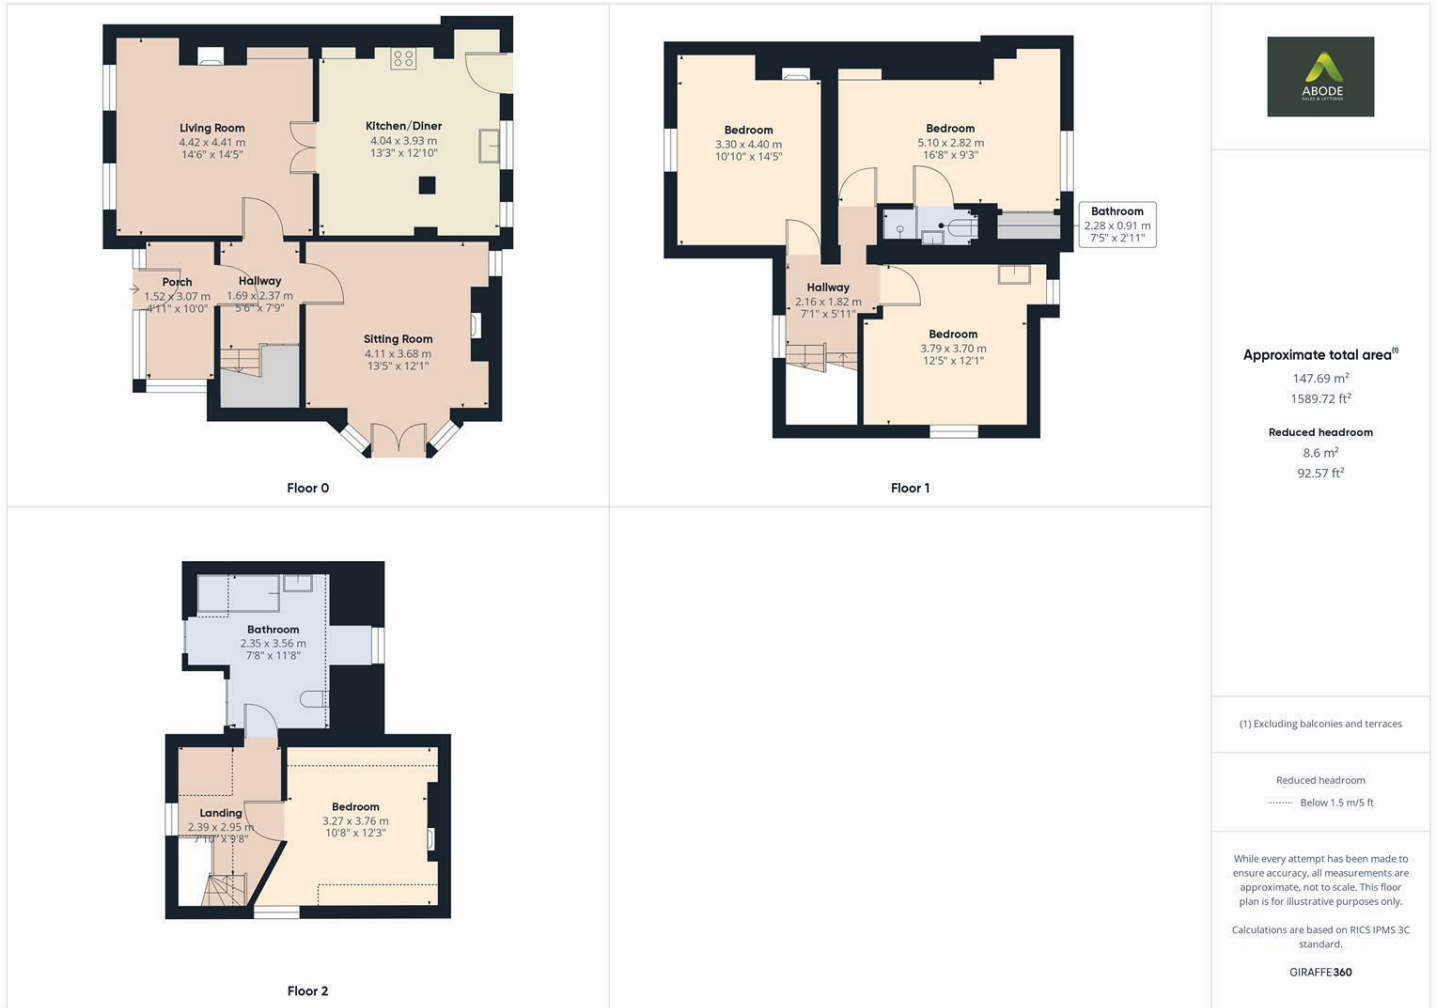 Living Room
4.42 x 4.41 m
14'6" x 14'5"
Kitchen/Diner
4.04 x 3.93 m
13'3" x 12'10"
Porch
1.52 x 3.07 m
4'11" x 10'0"
Hallway
1.69 x 2.37 m
5'6" x 7'9"
Sitting Room
4.11 x 3.68 m
13'5" x 12'1"
Floor 0
Bedroom
3.30 x 4.40 m
10'10" x 14'5"
Bedroom
5.10 x 2.82 m
16'8" x 9'3"
Bathroom
2.28 x 0.91 m
7'5" x 2'11"
Hallway
2.16 x 1.82 m
7'1" x 5'11"
Bedroom
3.79 x 3.70 m
12'5" x 12'1"
Floor 1
Bathroom
2.35 x 3.56 m
7'8" x 11'8"
Landing
2.39 x 2.95 m
7'10" x 9'8"
Bedroom
3.27 x 3.76 m
10'8" x 12'3"
Floor 2
ABODE
SALES & LETTINGS
Approximate total area(1)
147.69 m²
1589.72 ft²
Reduced headroom
8.6 m²
92.57 ft²
(1) Excluding balconies and terraces
Reduced headroom
Below 1.5 m/5 ft
While every attempt has been made to
ensure accuracy, all measurements are
approximate, not to scale. This floor
plan is for illustrative purposes only.
Calculations are based on RICS IPMS 3C
standard.
GIRAFFE360